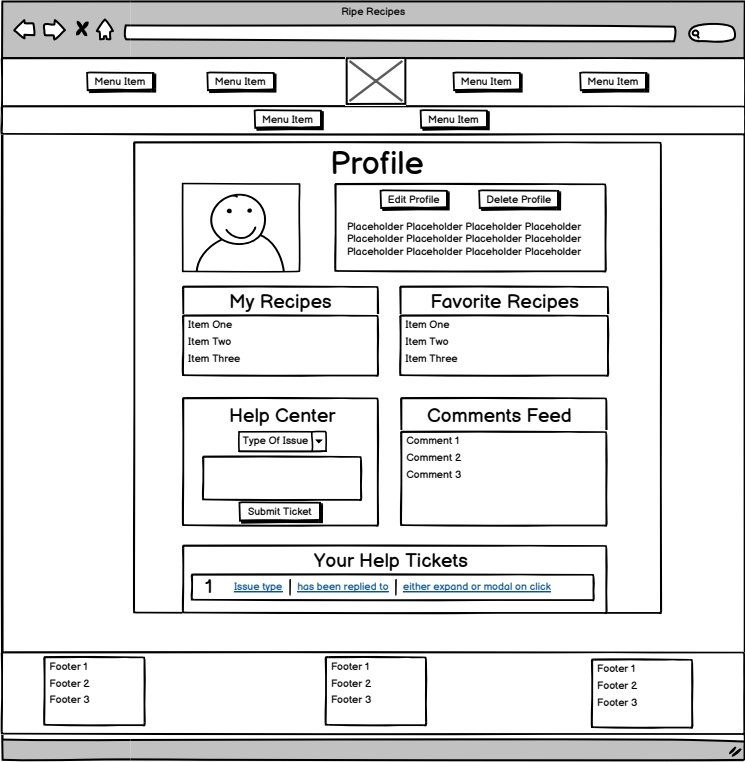 Ripe Recipes
Menu Item
Menu Item
Menu Item
Menu Item
Menu Item
Menu Item
Profile
Edit Profile
Delete Profile
Placeholder Placeholder Placeholder Placeholder
Placeholder Placeholder Placeholder Placeholder
Placeholder Placeholder Placeholder Placeholder
My Recipes
Item One
Item Two
Item Three
Favorite Recipes
Item One
Item Two
Item Three
Help Center
Type Of Issue
Submit Ticket
Comments Feed
Comment 1
Comment 2
Comment 3
Your Help Tickets
1 Issue type has been replied to either expand or modal on click
Footer 1
Footer 2
Footer 3
Footer 1
Footer 2
Footer 3
Footer 1
Footer 2
Footer 3